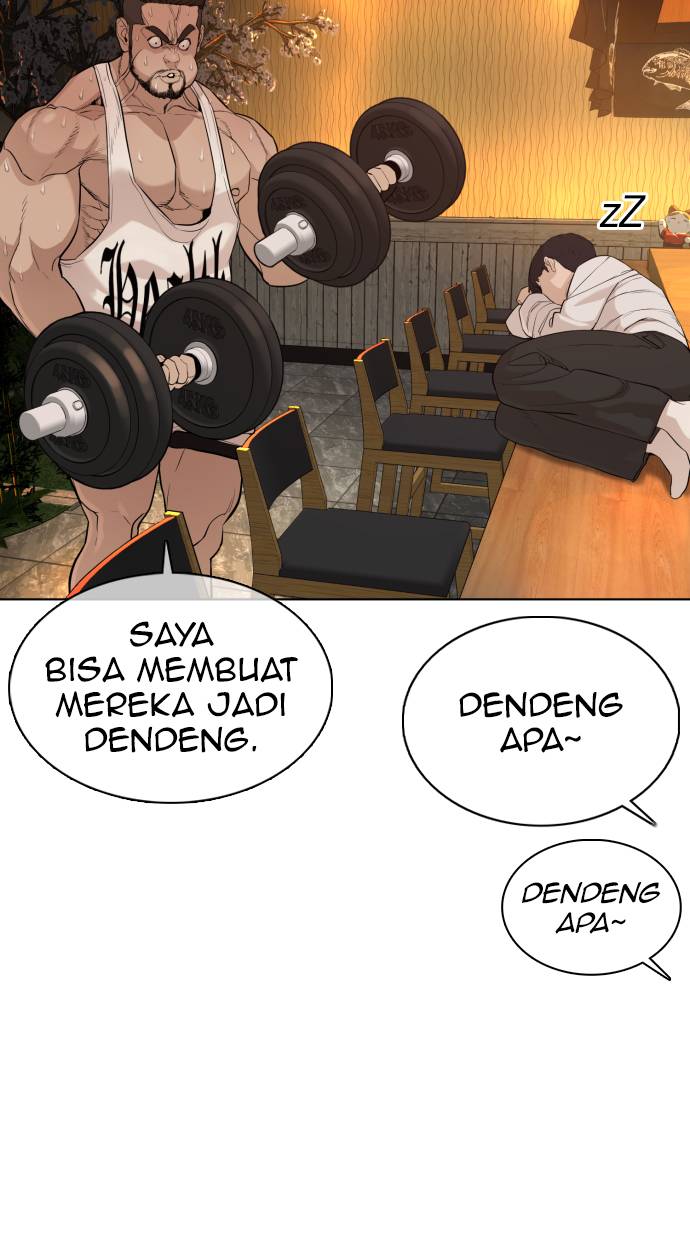 zZ
SAYA
BISA MEMBUAT
MEREKA JADI
DENDENG.
DENDENG
APA~
DENDENG
APA~